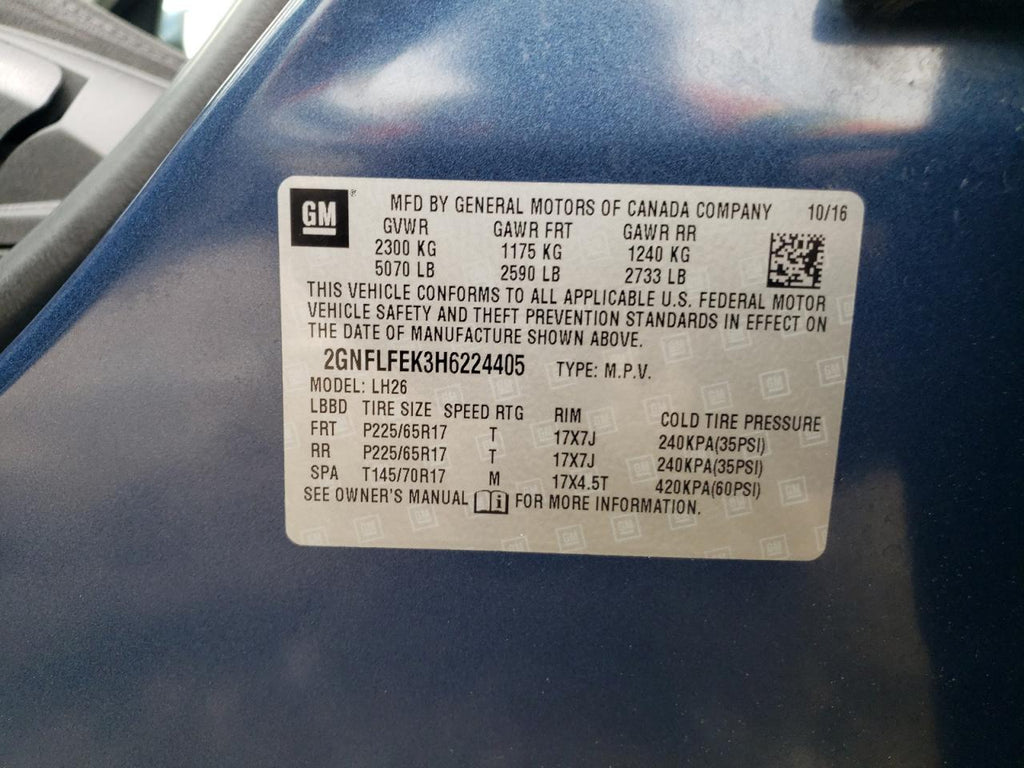 GM ® MFD BY GENERAL MOTORS OF CANADA COMPANY 10/16
GVWR GAWR FRT GAWR RR
2300 KG 1175 KG 1240 KG
5070 LB 2590 LB 2733 LB
THIS VEHICLE CONFORMS TO ALL APPLICABLE U.S. FEDERAL MOTOR
VEHICLE SAFETY AND THEFT PREVENTION STANDARDS IN EFFECT ON
THE DATE OF MANUFACTURE SHOWN ABOVE.
2GNFLFEK3H6224405 TYPE: M.P.V.
MODEL: LH26
LBBD TIRE SIZE SPEED RTG RIM COLD TIRE PRESSURE
FRT P225/65R17 T 17X7J 240KPA(35PSI)
RR P225/65R17 T 17X7J 240KPA(35PSI)
SPA T145/70R17 M 17X4.5T 420KPA(60PSI)
SEE OWNER'S MANUAL i FOR MORE INFORMATION.